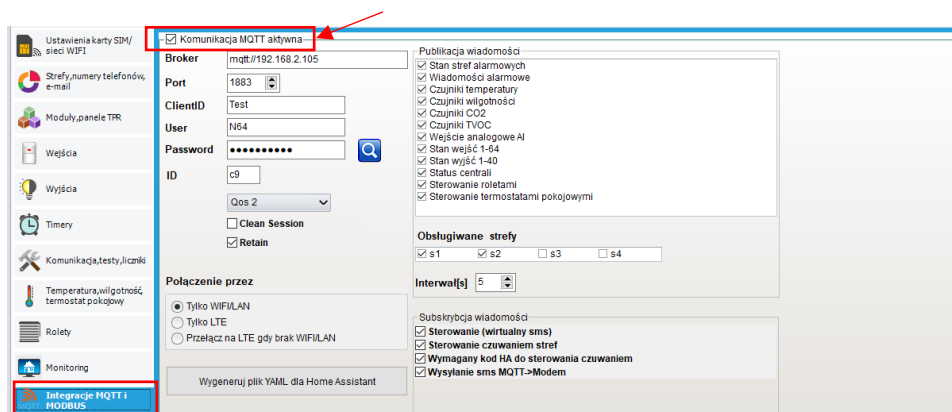 Ustawienia karty SIM/
sieci WIFI
Strefy,numery telefonów,
e-mail
Moduły,panele TPR
Wejścia
Wyjścia
Timery
Komunikacja,testy,liczniki
Temperatura,wilgotność,
termostat pokojowy
Rolety
Monitoring
Integracje MQTT i
MODBUS
MQTT
Komunikacja MQTT aktywna
Broker
mqtt://192.168.2.105
Port
1883
ClientID
Test
User
N64
Password
ID
c9
Qos 2
Clean Session
Retain
Połączenie przez
Tylko WIFI/LAN
Tylko LTE
Przełącz na LTE gdy brak WIFI/LAN
Wygeneruj plik YAML dla Home Assistant
Publikacja wiadomości
Stan stref alarmowych
Wiadomości alarmowe
Czujniki temperatury
Czujniki wilgotności
Czujniki CO2
Czujniki TVOC
Wejście analogowe AI
Stan wejść 1-64
Stan wyjść 1-40
Status centrali
Sterowanie roletami
Sterowanie termostatami pokojowymi
Obsługiwane strefy
s1 s2 s3 s4
Interwał[s] 5
Subskrybcja wiadomości
Sterowanie (wirtualny sms)
Sterowanie czuwaniem stref
Wymagany kod HA do sterowania czuwaniem
Wysyłanie sms MQTT->Modem